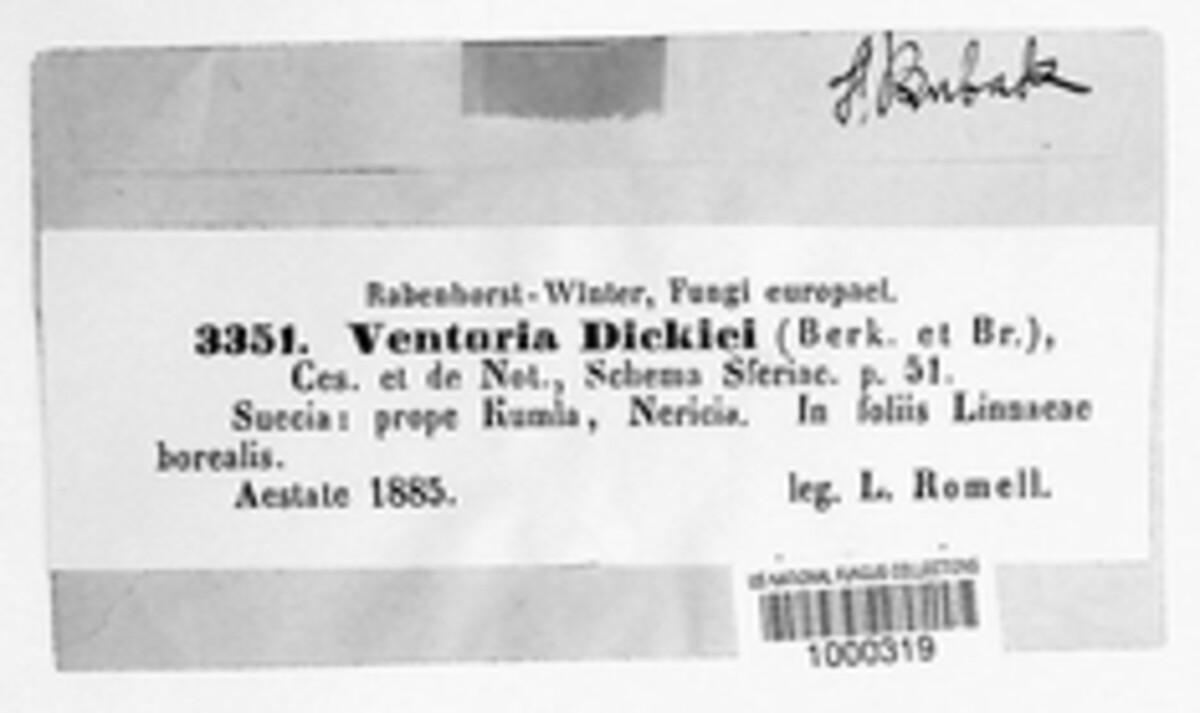 F. Bubák
Rabenhorst-Winter, Fungi europaei.
3351. Venturia Dickiei (Berk. et Br.),
Ces. et de Not., Schema Sferiac. p. 51.
Suecia: prope Kumla, Nericia. In foliis Linnaeae
borealis.
Aestate 1885. leg. L. Romell.
US NATIONAL FUNGUS COLLECTIONS
1000319